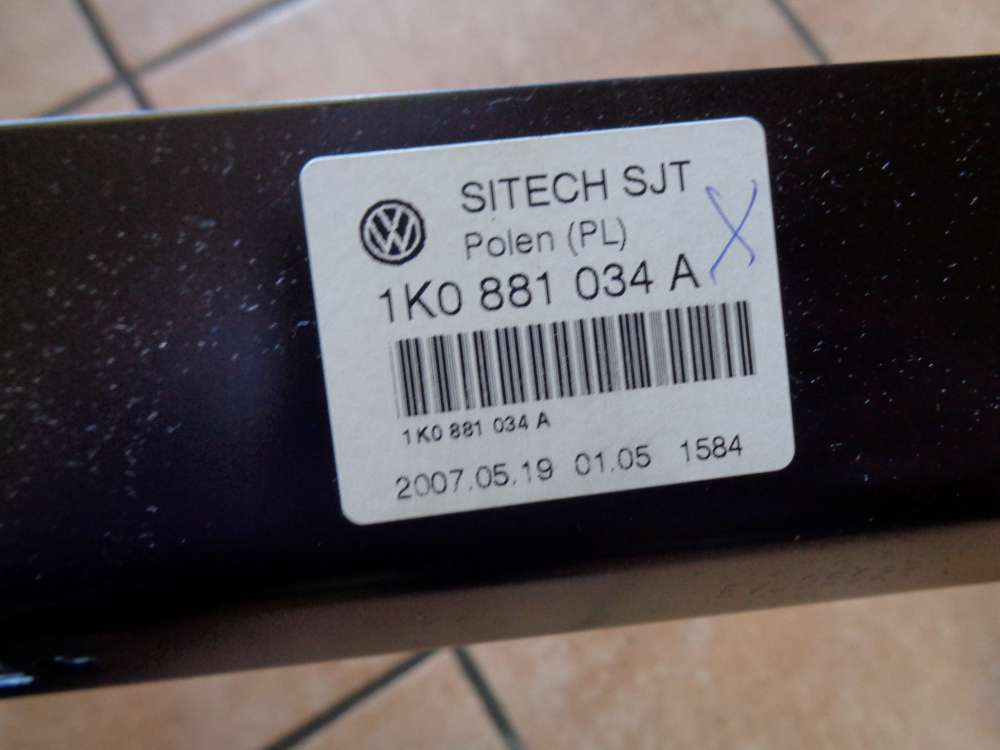 SITECH SJT
Polen (PL)
1K0 881 034 A
1K0 881 034 A
2007.05.19 01.05 1584